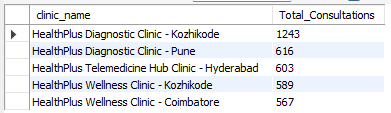 clinic_name Total_Consultations
HealthPlus Diagnostic Clinic - Kozhikode 1243
HealthPlus Diagnostic Clinic - Pune 616
HealthPlus Telemedicine Hub Clinic - Hyderabad 603
HealthPlus Wellness Clinic - Kozhikode 589
HealthPlus Wellness Clinic - Coimbatore 567